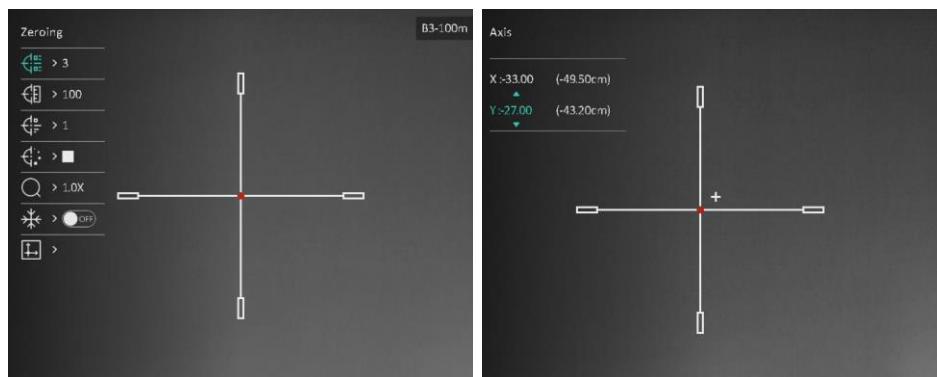 Zeroing
B3-100m
> 3
> 100
> 1
>
> 1.0X
> OFF
>
Axis
X :-33.00 (-49.50cm)
Y :-27.00 (-43.20cm)